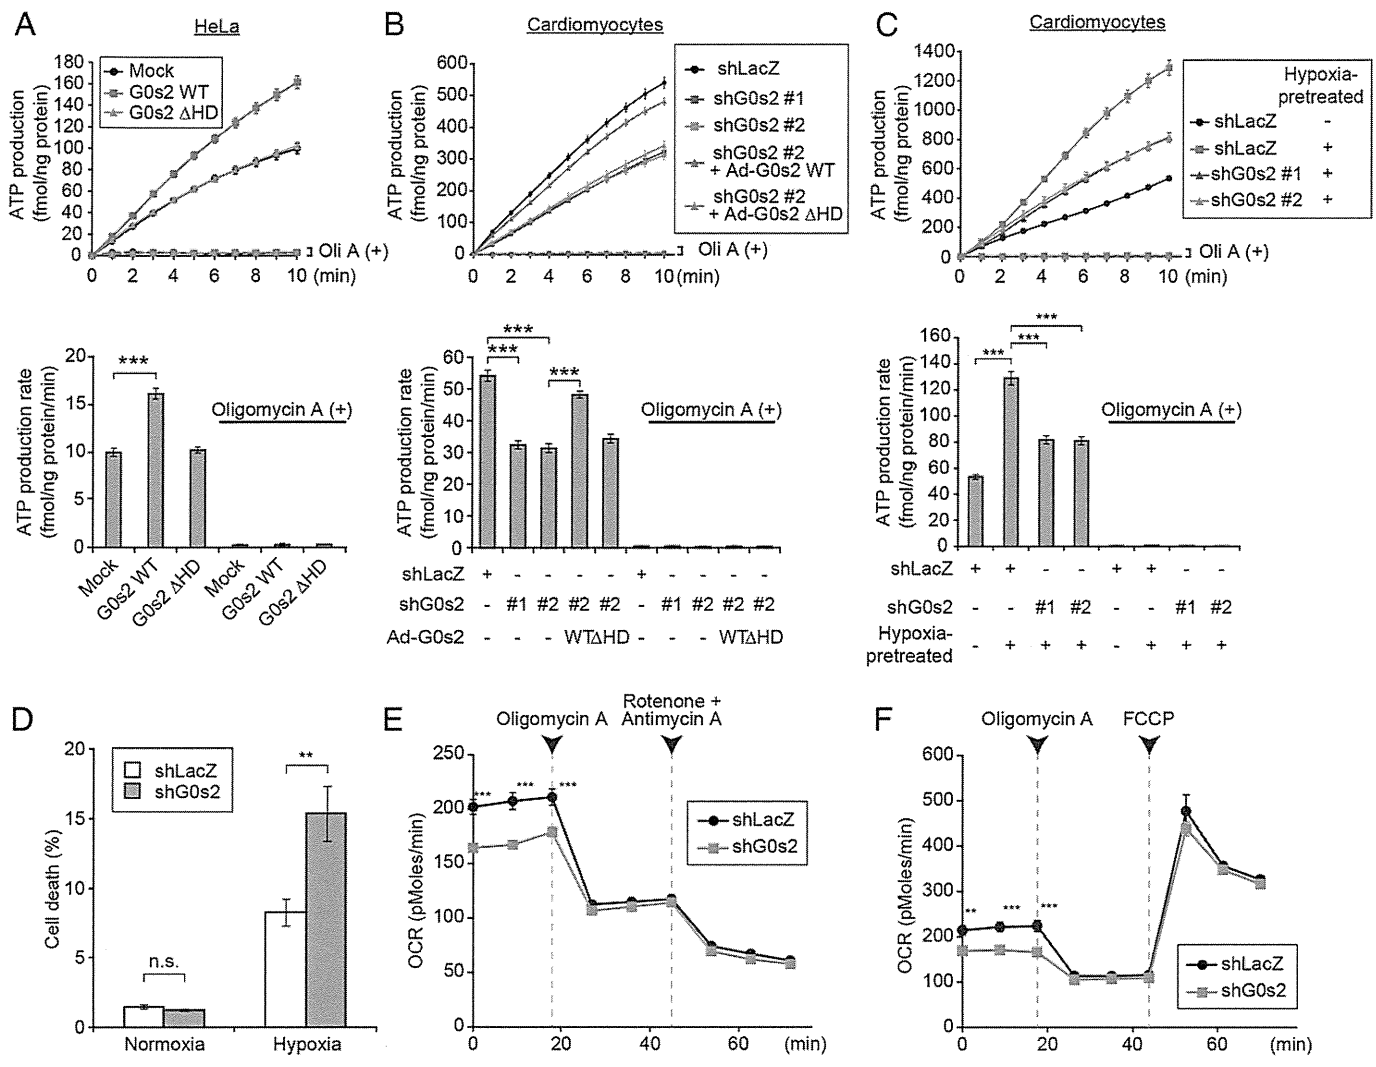 A
HeLa
ATP production
(fmol/ng protein)
180
160
140
120
100
80
60
40
20
0
Mock
G0s2 WT
G0s2 ΔHD
Oli A (+)
0 2 4 6 8 10 (min)
B
Cardiomyocytes
ATP production
(fmol/ng protein)
600
500
400
300
200
100
0
shLacZ
shG0s2 #1
shG0s2 #2
shG0s2 #2
+ Ad-G0s2 WT
shG0s2 #2
+ Ad-G0s2 ΔHD
Oli A (+)
0 2 4 6 8 10 (min)
C
Cardiomyocytes
ATP production
(fmol/ng protein)
1400
1200
1000
800
600
400
200
0
Hypoxia-
pretreated
shLacZ -
shLacZ +
shG0s2 #1 +
shG0s2 #2 +
Oli A (+)
0 2 4 6 8 10 (min)
ATP production rate
(fmol/ng protein/min)
20
15
10
5
0
***
Oligomycin A (+)
Mock
G0s2 WT
G0s2 ΔHD
Mock
G0s2 WT
G0s2 ΔHD
ATP production rate
(fmol/ng protein/min)
60
50
40
30
20
10
0
***
***
***
Oligomycin A (+)
shLacZ + - - - - + - - - -
shG0s2 - #1 #2 #2 #2 - #1 #2 #2 #2
Ad-G0s2 - - - WT ΔHD - - - WT ΔHD
ATP production rate
(fmol/ng protein/min)
160
140
120
100
80
60
40
20
0
***
***
***
Oligomycin A (+)
shLacZ + + - - + + - -
shG0s2 - - #1 #2 - - #1 #2
Hypoxia-
pretreated - + + + - + + +
D
Cell death (%)
20
15
10
5
0
shLacZ
shG0s2
n.s.
**
Normoxia Hypoxia
E
Oligomycin A
Rotenone +
Antimycin A
OCR (pMoles/min)
250
200
150
100
50
0
*** *** ***
shLacZ
shG0s2
0 20 40 60 (min)
F
Oligomycin A
FCCP
OCR (pMoles/min)
600
500
400
300
200
100
0
** *** ***
shLacZ
shG0s2
0 20 40 60 (min)